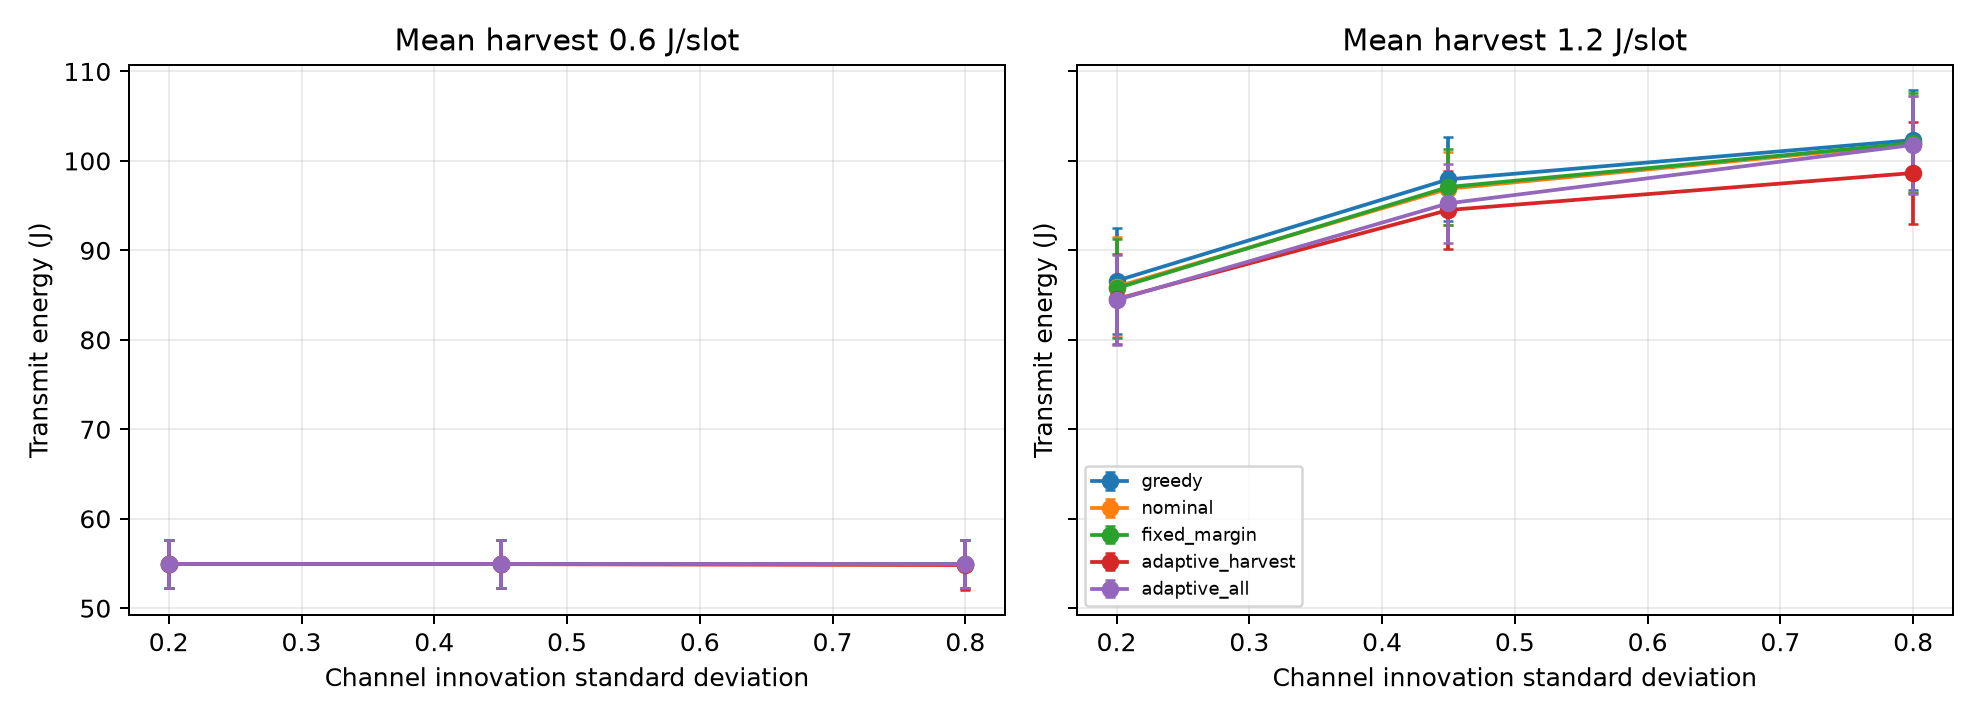 Mean harvest 0.6 J/slot
Transmit energy (J)
110
100
90
80
70
60
50
0.2 0.3 0.4 0.5 0.6 0.7 0.8
Channel innovation standard deviation
Mean harvest 1.2 J/slot
Transmit energy (J)
greedy
nominal
fixed_margin
adaptive_harvest
adaptive_all
0.2 0.3 0.4 0.5 0.6 0.7 0.8
Channel innovation standard deviation